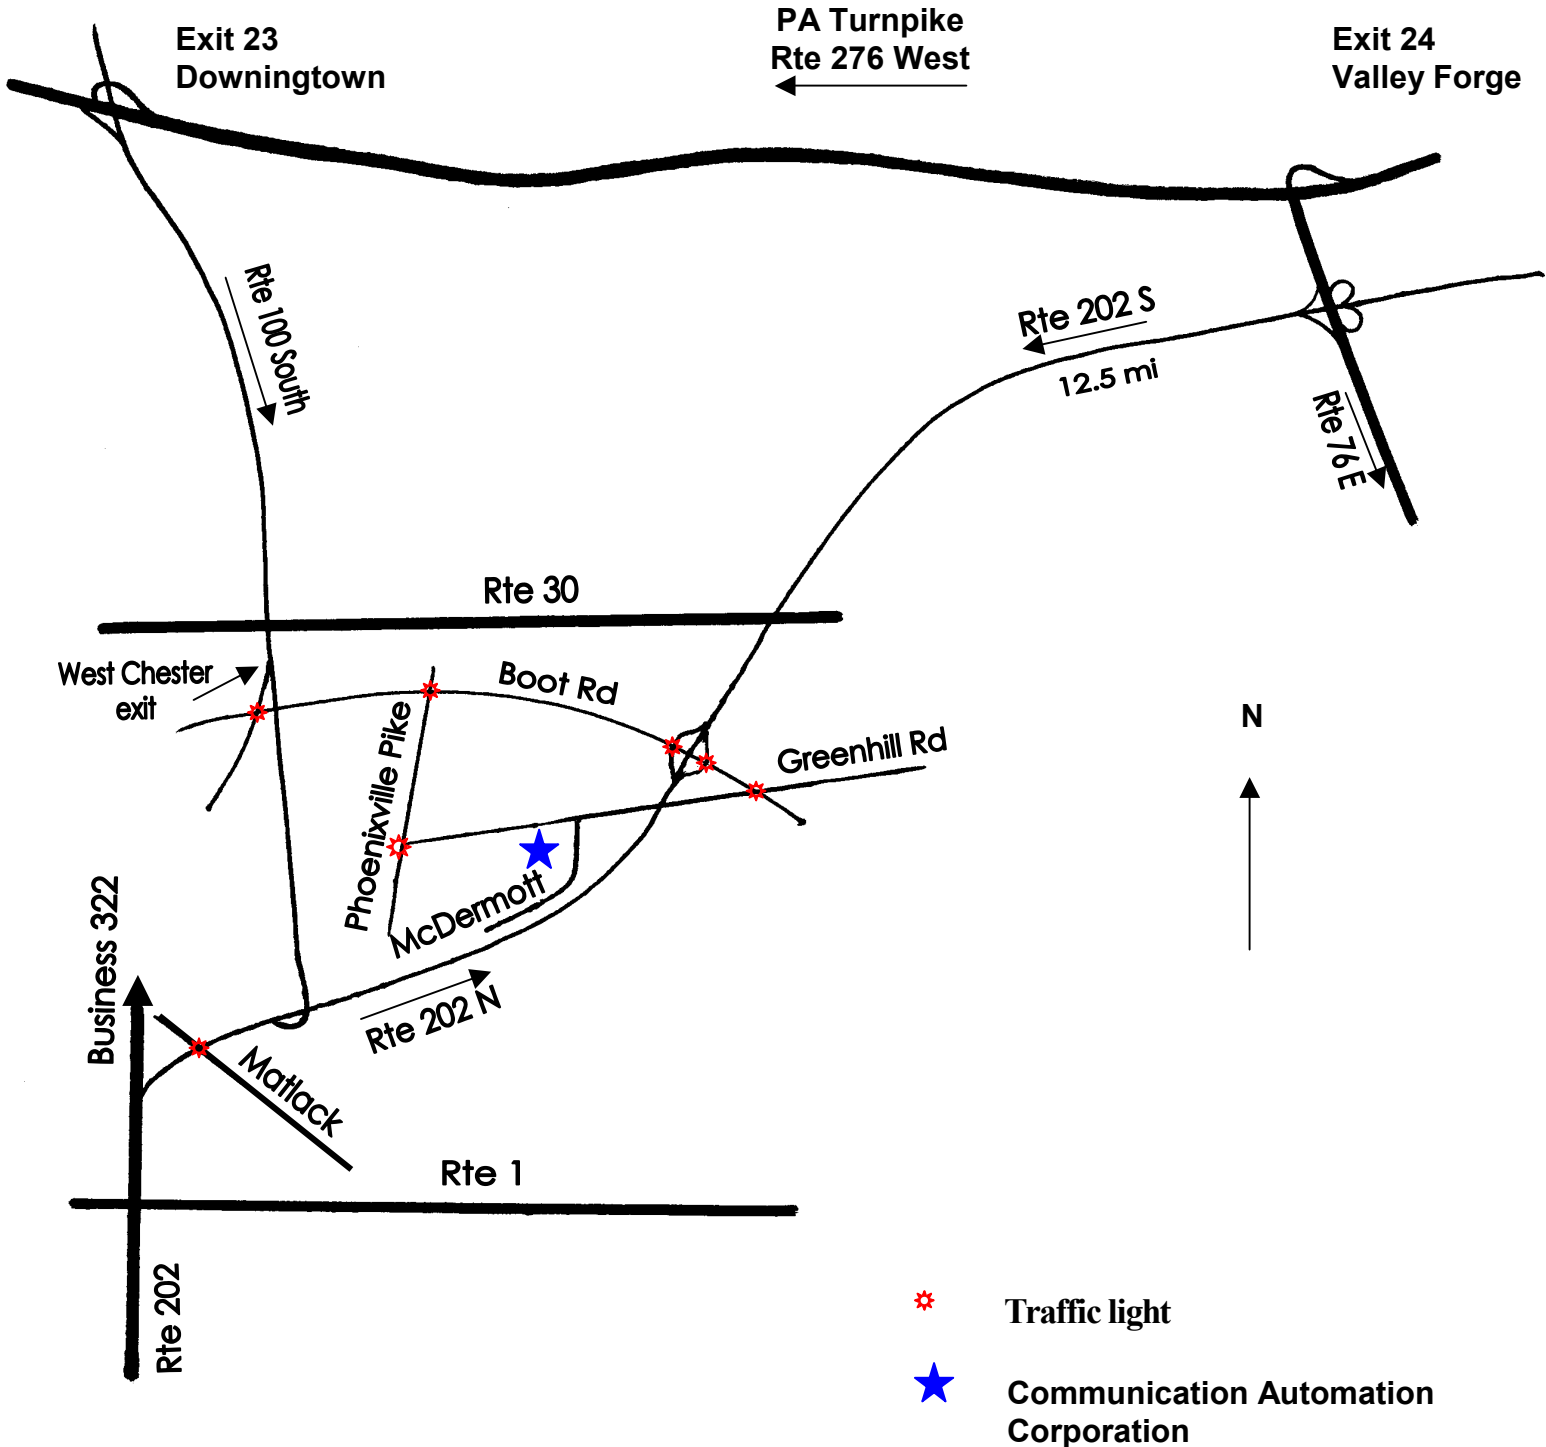 Exit 23
Downingtown
PA Turnpike
Rte 276 West
Exit 24
Valley Forge
Rte 100 South
Rte 202 S
12.5 mi
Rte 76 E
Rte 30
West Chester
exit
Boot Rd
Phoenixville Pike
Greenhill Rd
N
McDermott
Business 322
Rte 202 N
Matlack
Rte 1
Rte 202
Traffic light
Communication Automation
Corporation